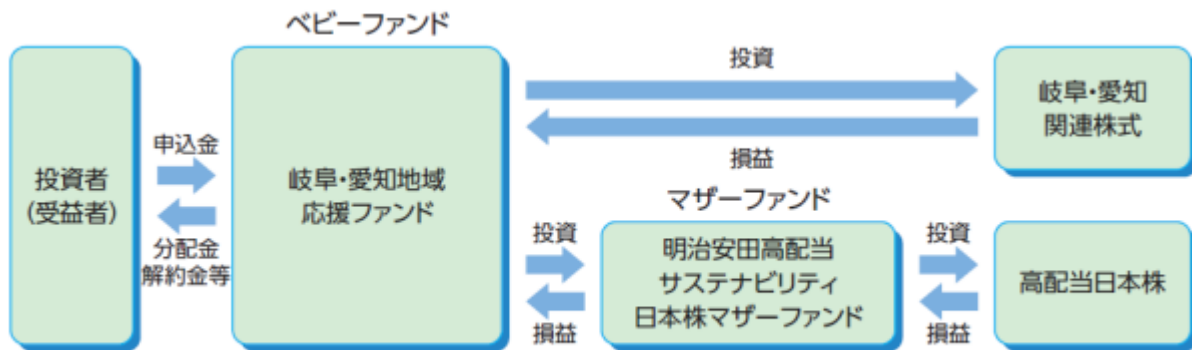 ベビーファンド
投資者
(受益者)
申込金
分配金
解約金等
岐阜・愛知地域
応援ファンド
投資
損益
岐阜・愛知
関連株式
マザーファンド
投資
損益
明治安田高配当
サステナビリティ
日本株マザーファンド
投資
損益
高配当日本株